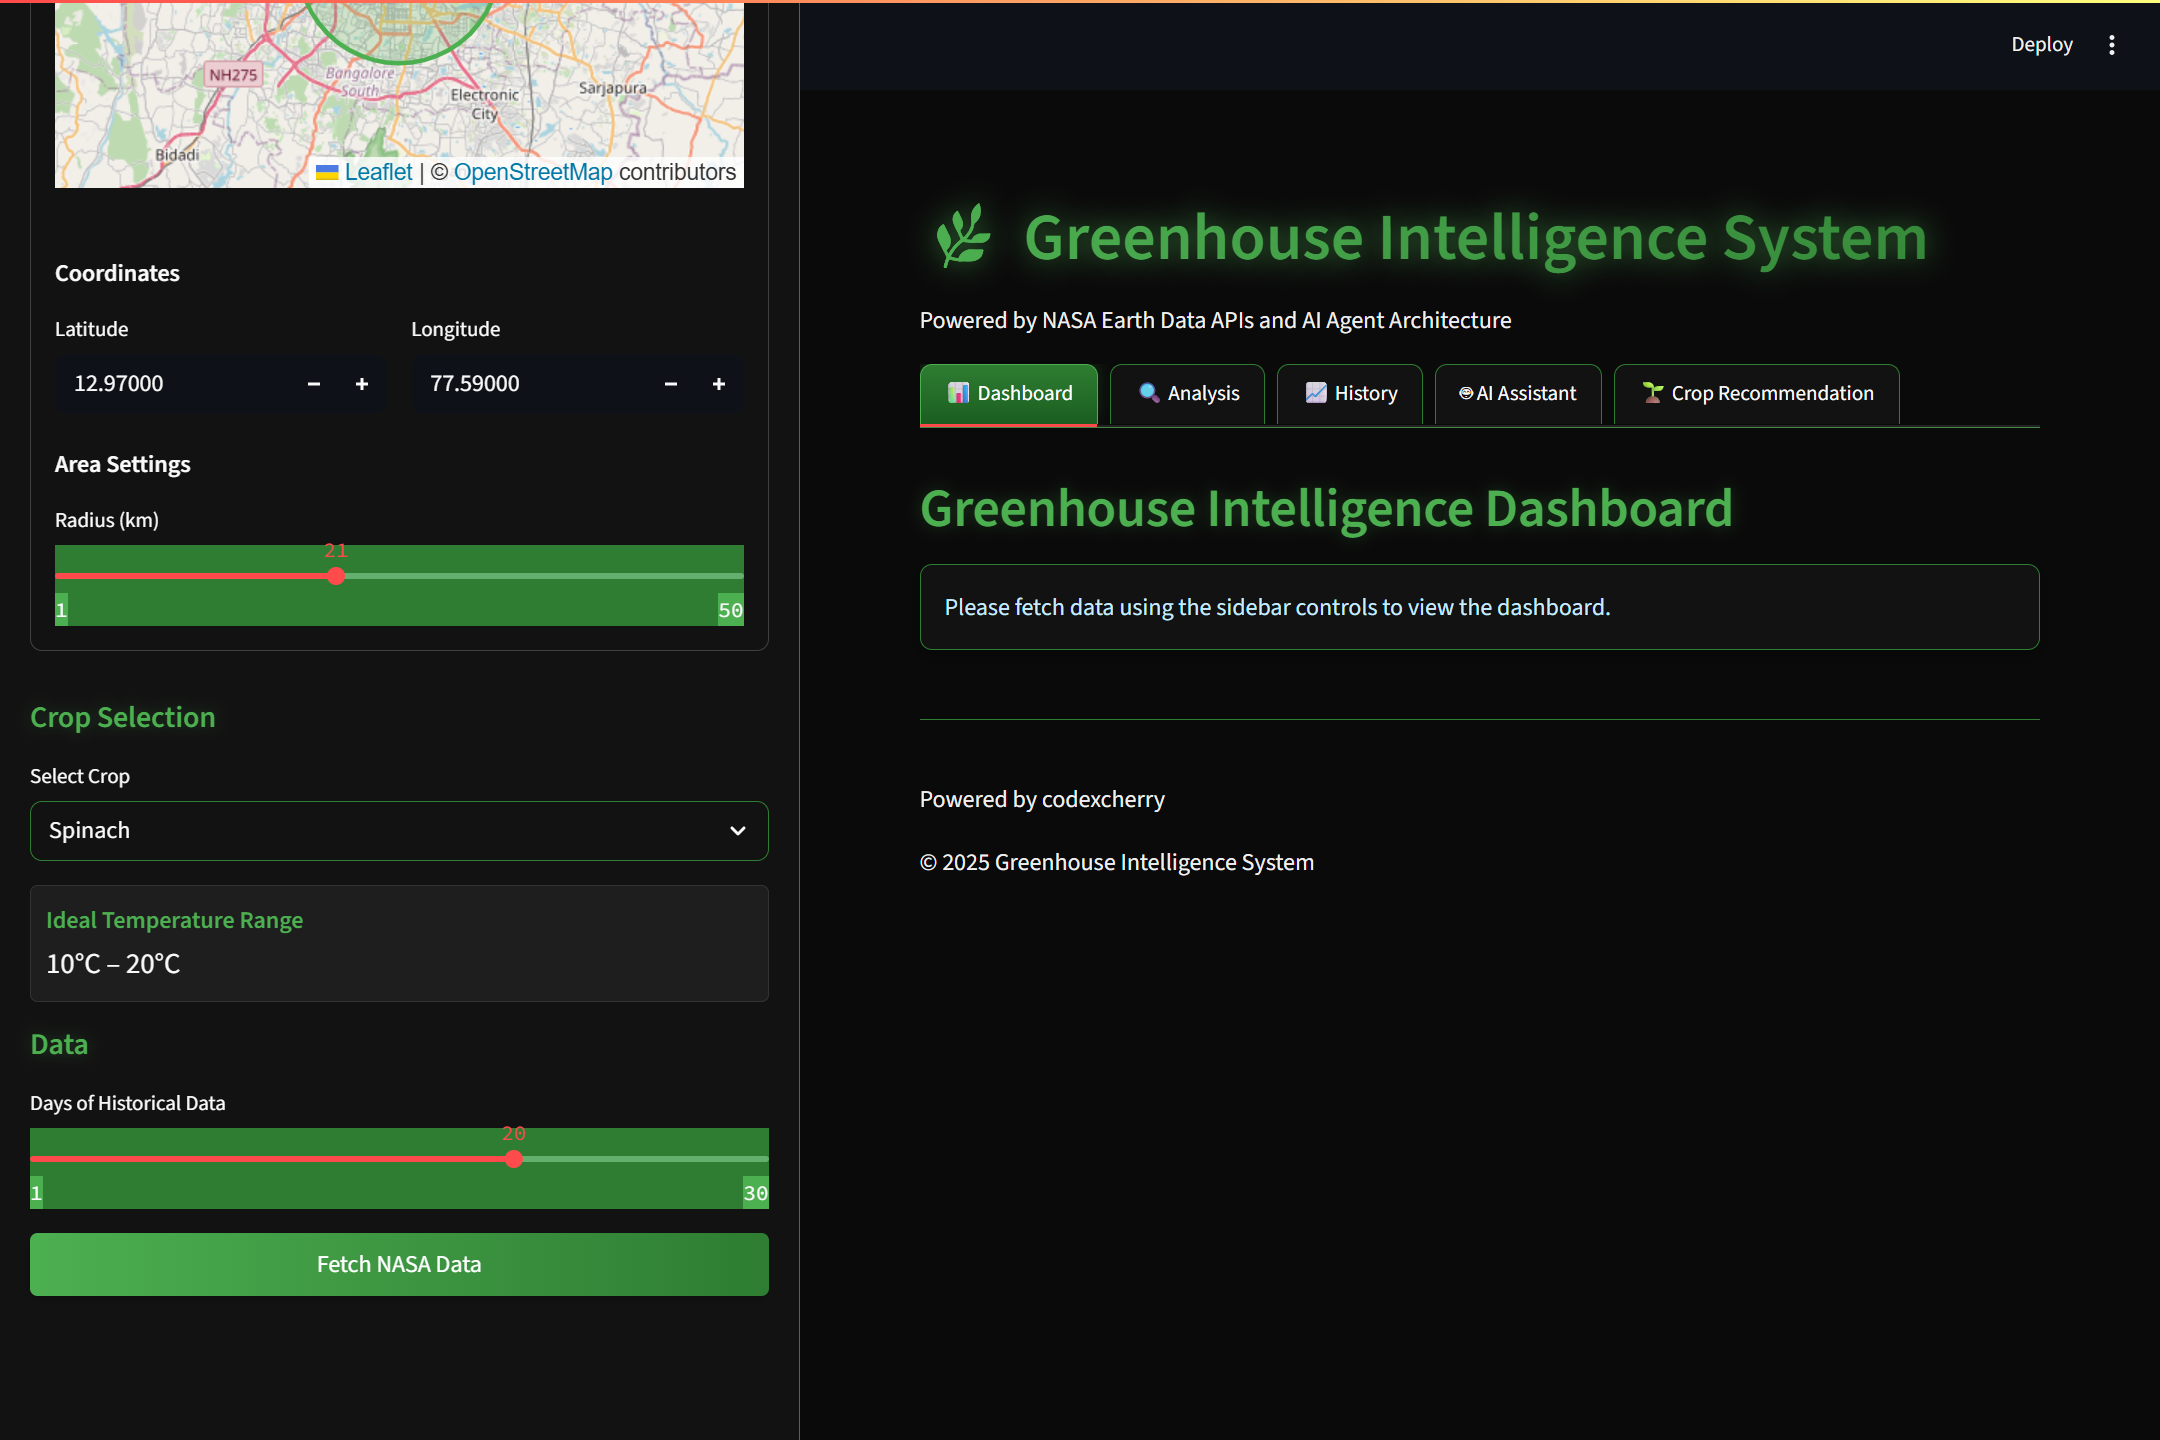 NH275
Bangalore
South
Electronic
City
Sarjapura
Bidadi
Leaflet | © OpenStreetMap contributors
Coordinates
Latitude
Longitude
12.97000
77.59000
Area Settings
Radius (km)
21
1
50
Crop Selection
Select Crop
Spinach
Ideal Temperature Range
10°C – 20°C
Data
Days of Historical Data
20
1
30
Fetch NASA Data
Deploy
Greenhouse Intelligence System
Powered by NASA Earth Data APIs and AI Agent Architecture
Dashboard
Analysis
History
AI Assistant
Crop Recommendation
Greenhouse Intelligence Dashboard
Please fetch data using the sidebar controls to view the dashboard.
Powered by codexcherry
© 2025 Greenhouse Intelligence System